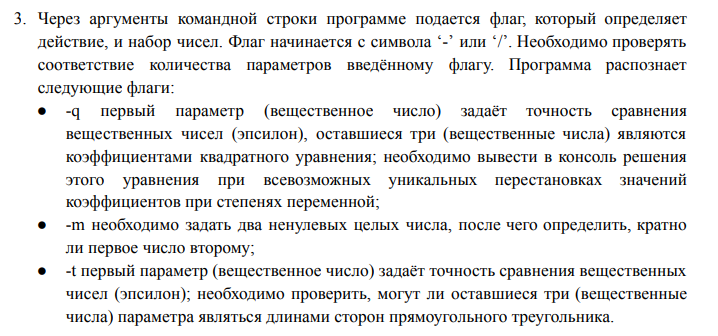 3. Через аргументы командной строки программе подается флаг, который определяет
действие, и набор чисел. Флаг начинается с символа ‘-’ или ‘/’. Необходимо проверять
соответствие количества параметров введённому флагу. Программа распознает
следующие флаги:
● -q первый параметр (вещественное число) задаёт точность сравнения
вещественных чисел (эпсилон), оставшиеся три (вещественные числа) являются
коэффициентами квадратного уравнения; необходимо вывести в консоль решения
этого уравнения при всевозможных уникальных перестановках значений
коэффициентов при степенях переменной;
● -m необходимо задать два ненулевых целых числа, после чего определить, кратно
ли первое число второму;
● -t первый параметр (вещественное число) задаёт точность сравнения вещественных
чисел (эпсилон); необходимо проверить, могут ли оставшиеся три (вещественные
числа) параметра являться длинами сторон прямоугольного треугольника.